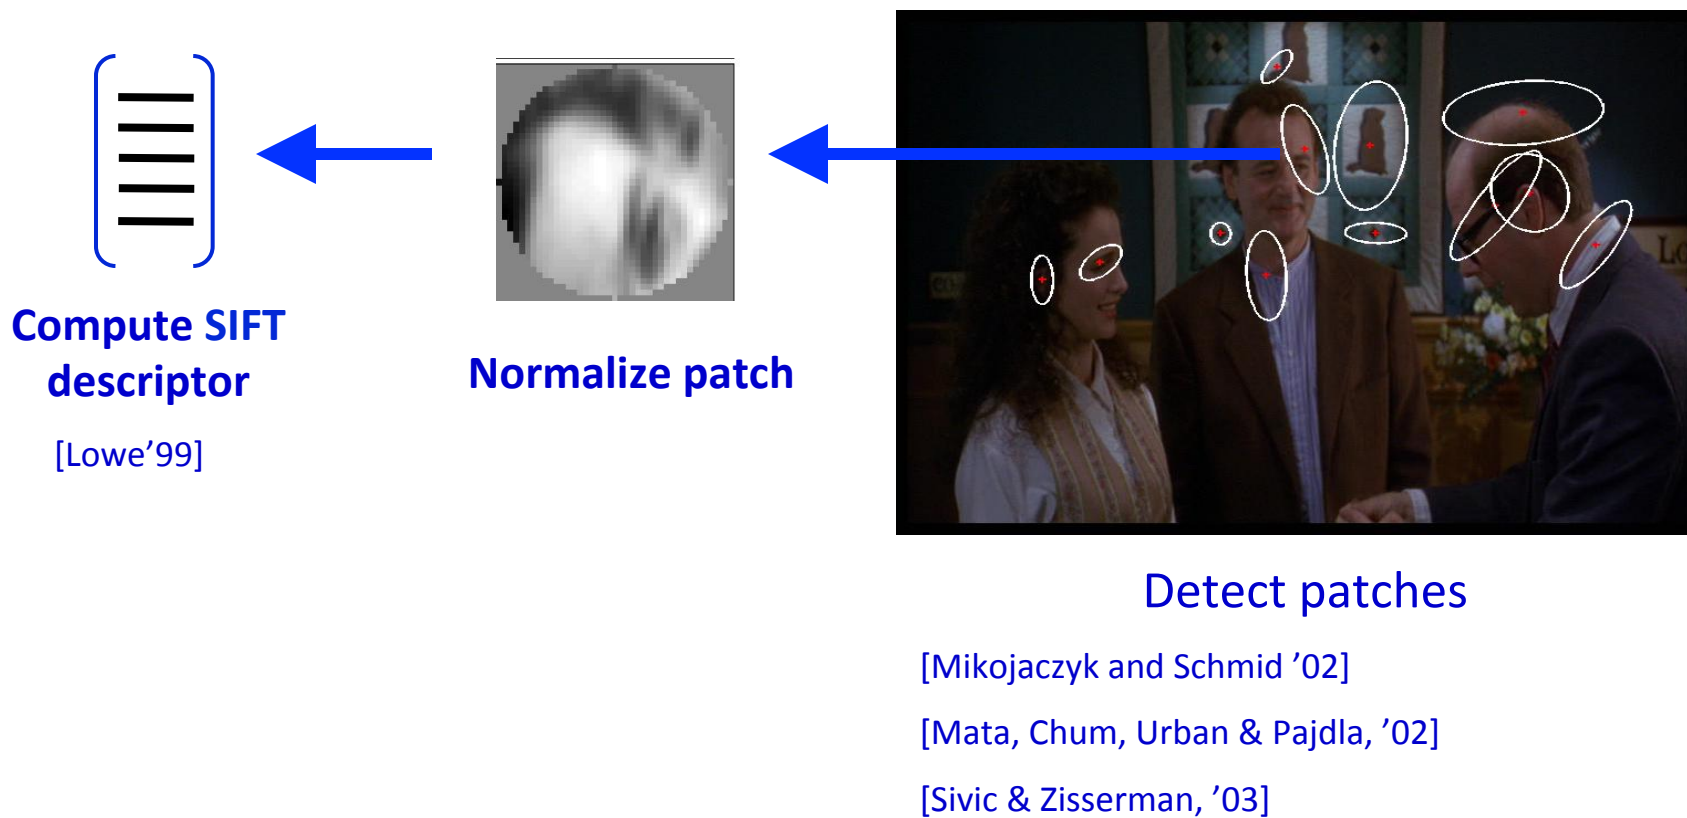 Compute SIFT
descriptor
[Lowe’99]
Normalize patch
Detect patches
[Mikojaczyk and Schmid ’02]
[Mata, Chum, Urban & Pajdla, ’02]
[Sivic & Zisserman, ’03]